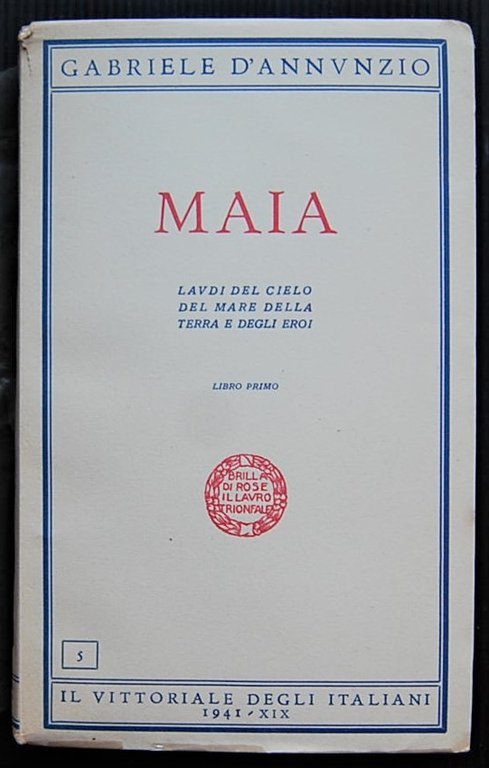 GABRIELE D'ANNVNZIO
MAIA
LAVDI DEL CIELO
DEL MARE DELLA
TERRA E DEGLI EROI
LIBRO PRIMO
BRILLA
DI ROSE
IL LAVRO
TRIONFALE
5
IL VITTORIALE DEGLI ITALIANI
1941-XIX